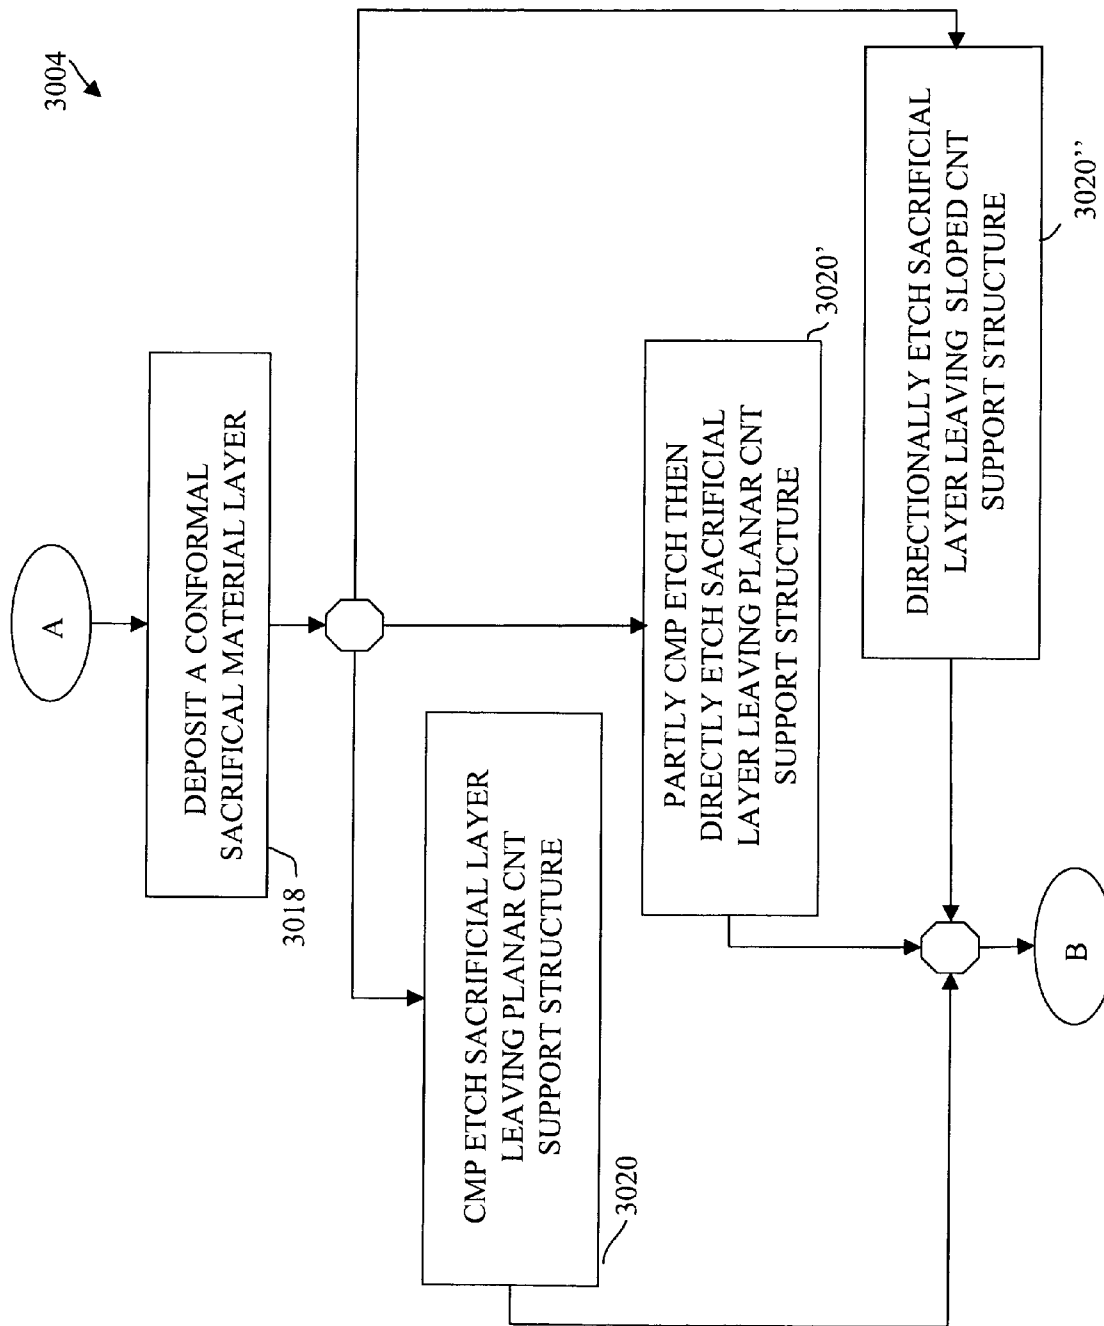 3004
A
DEPOSIT A CONFORMAL
SACRIFICAL MATERIAL LAYER
3018
CMP ETCH SACRIFICIAL LAYER
LEAVING PLANAR CNT
SUPPORT STRUCTURE
3020
PARTLY CMP ETCH THEN
DIRECTLY ETCH SACRIFICIAL
LAYER LEAVING PLANAR CNT
SUPPORT STRUCTURE
3020’
DIRECTIONALLY ETCH SACRIFICIAL
LAYER LEAVING SLOPED CNT
SUPPORT STRUCTURE
3020’’
B